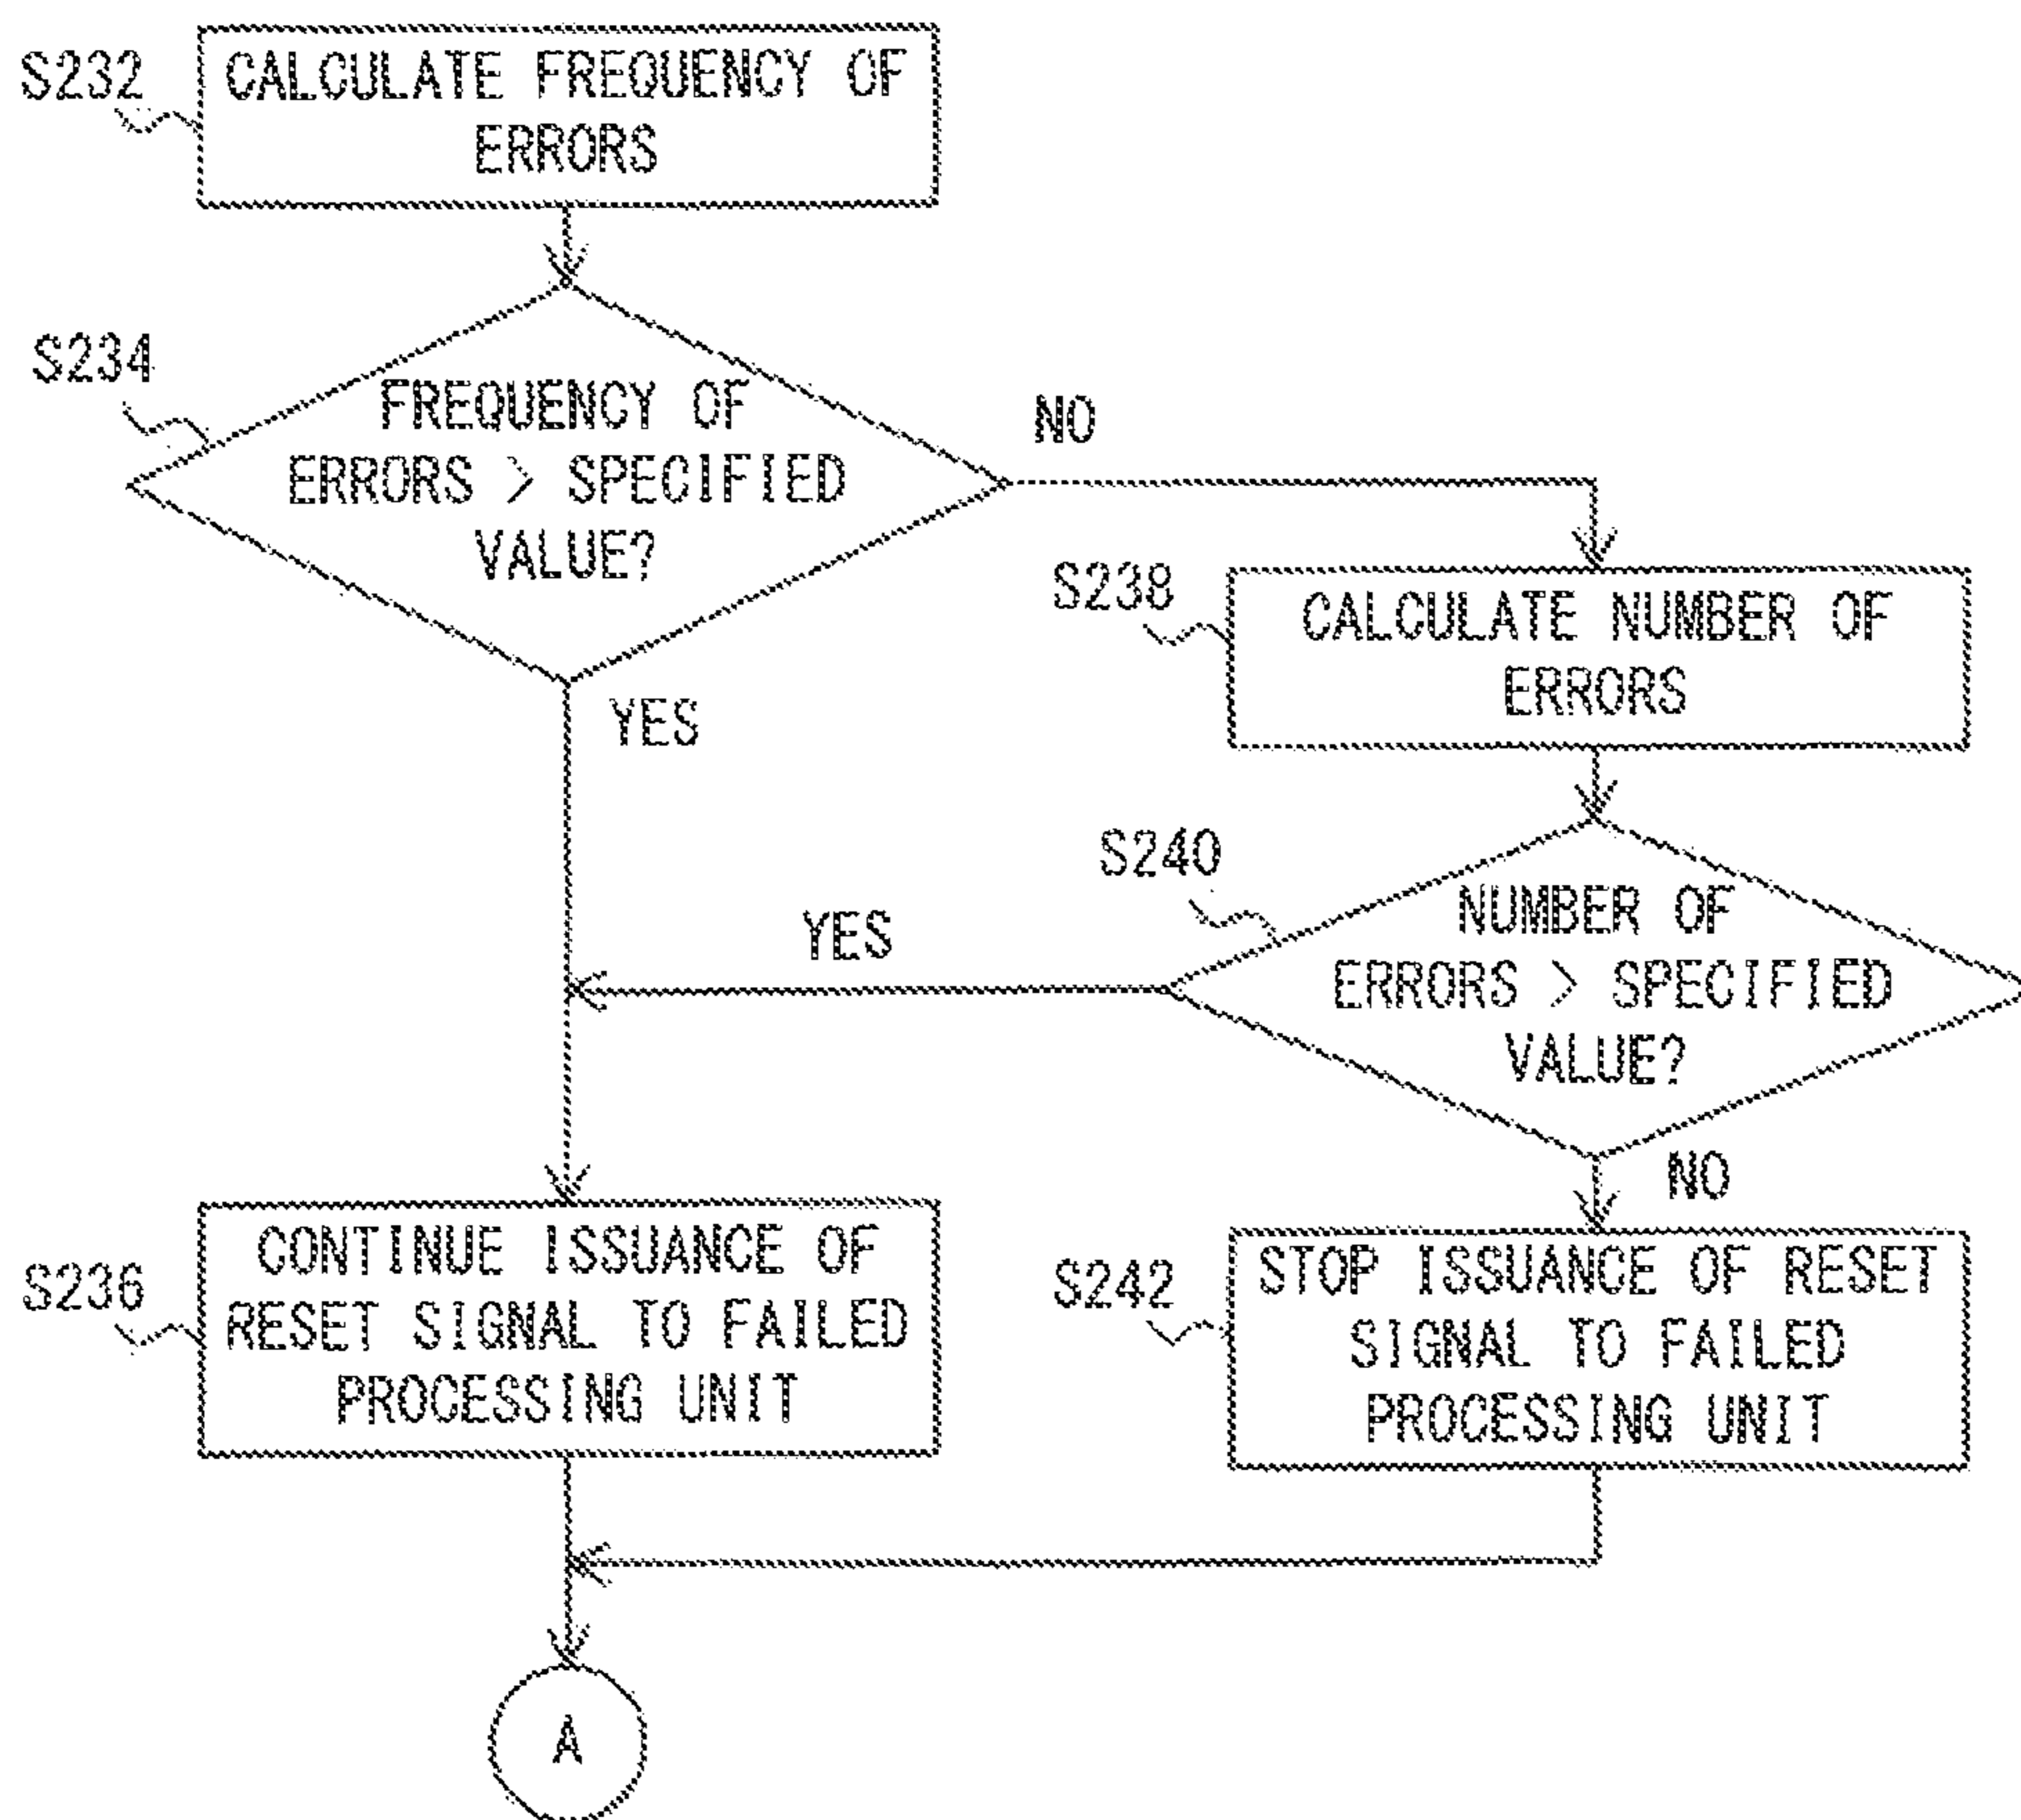 S232
CALCULATE FREQUENCY OF
ERRORS
S234
FREQUENCY OF
ERRORS > SPECIFIED
VALUE?
NO
YES
S238
CALCULATE NUMBER OF
ERRORS
S240
NUMBER OF
ERRORS > SPECIFIED
VALUE?
YES
NO
S236
CONTINUE ISSUANCE OF
RESET SIGNAL TO FAILED
PROCESSING UNIT
S242
STOP ISSUANCE OF RESET
SIGNAL TO FAILED
PROCESSING UNIT
A